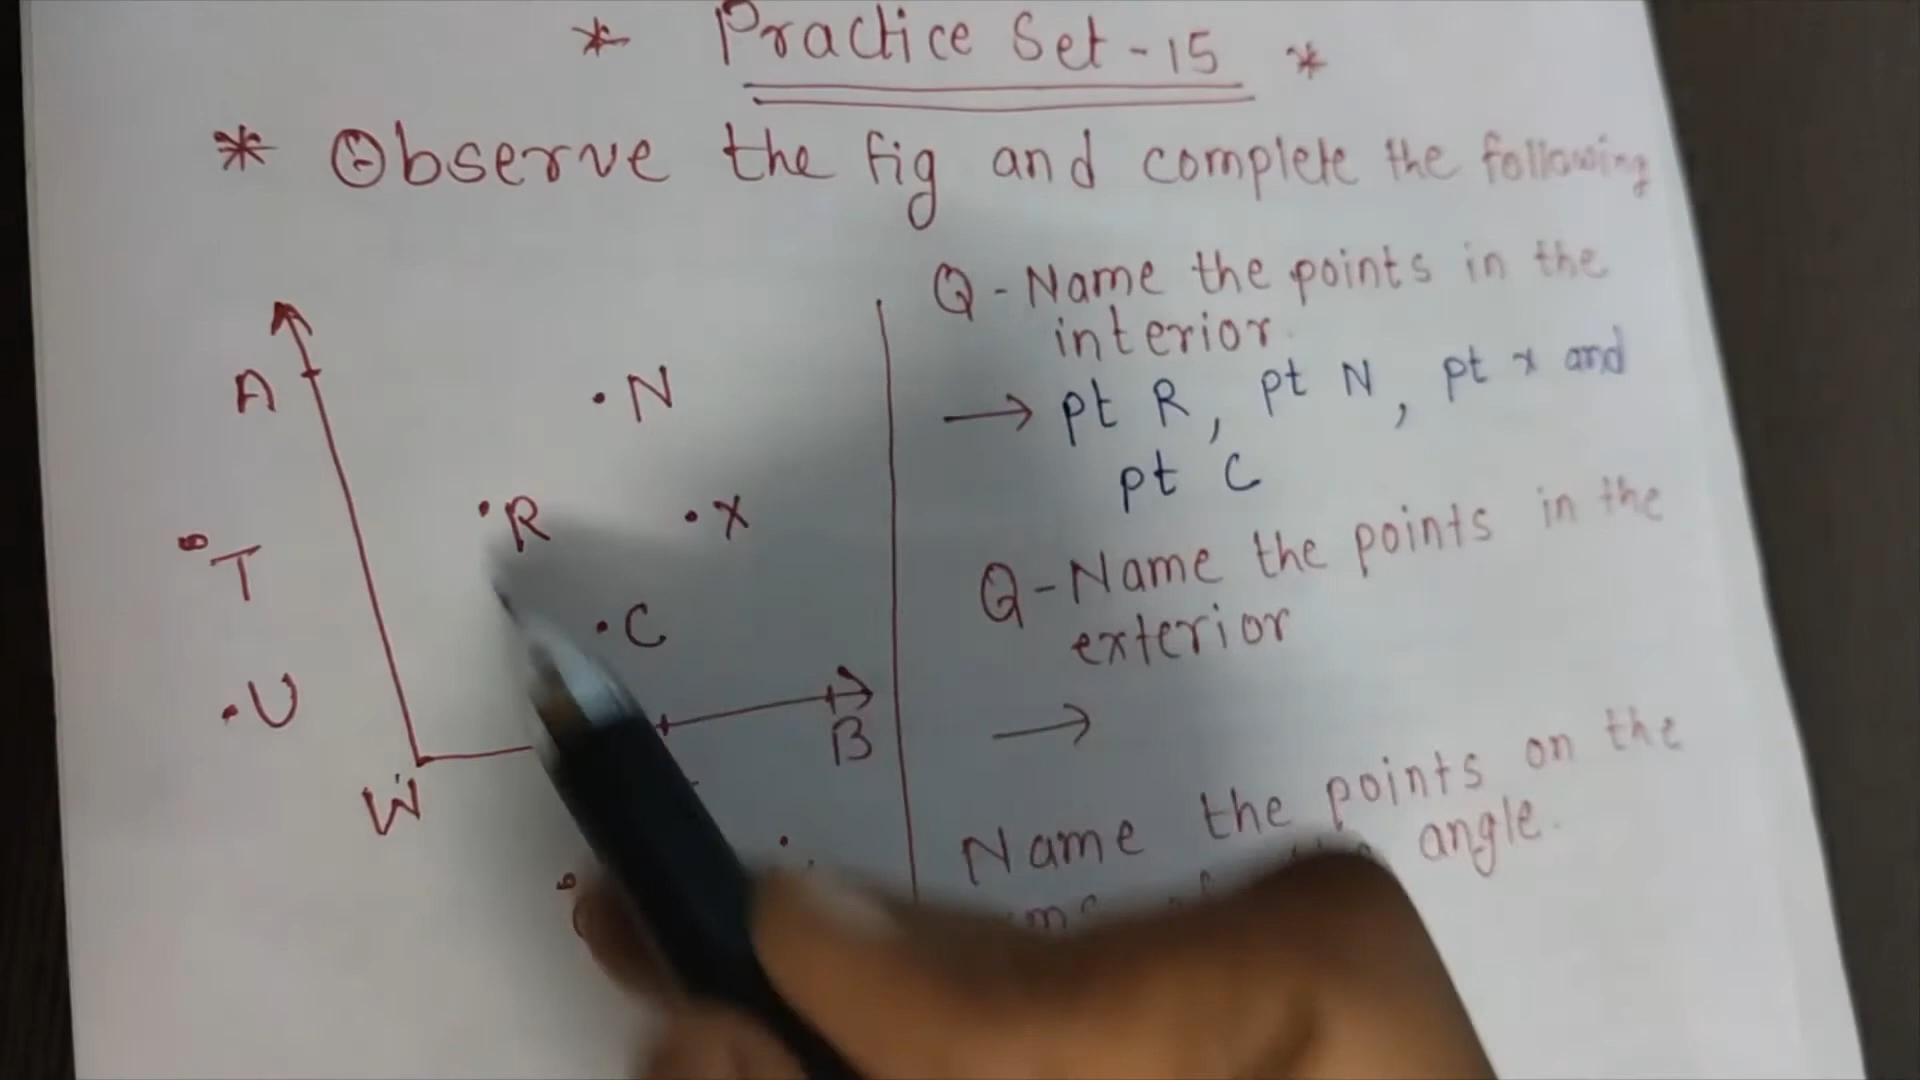 * Practice Set - 15 *
* Observe the fig and complete the following
A
N
R
X
T
C
U
B
W
Q - Name the points in the
interior.
→ pt R, pt N, pt x and
pt C
Q - Name the points in the
exterior
→
Name the points on the
angle.